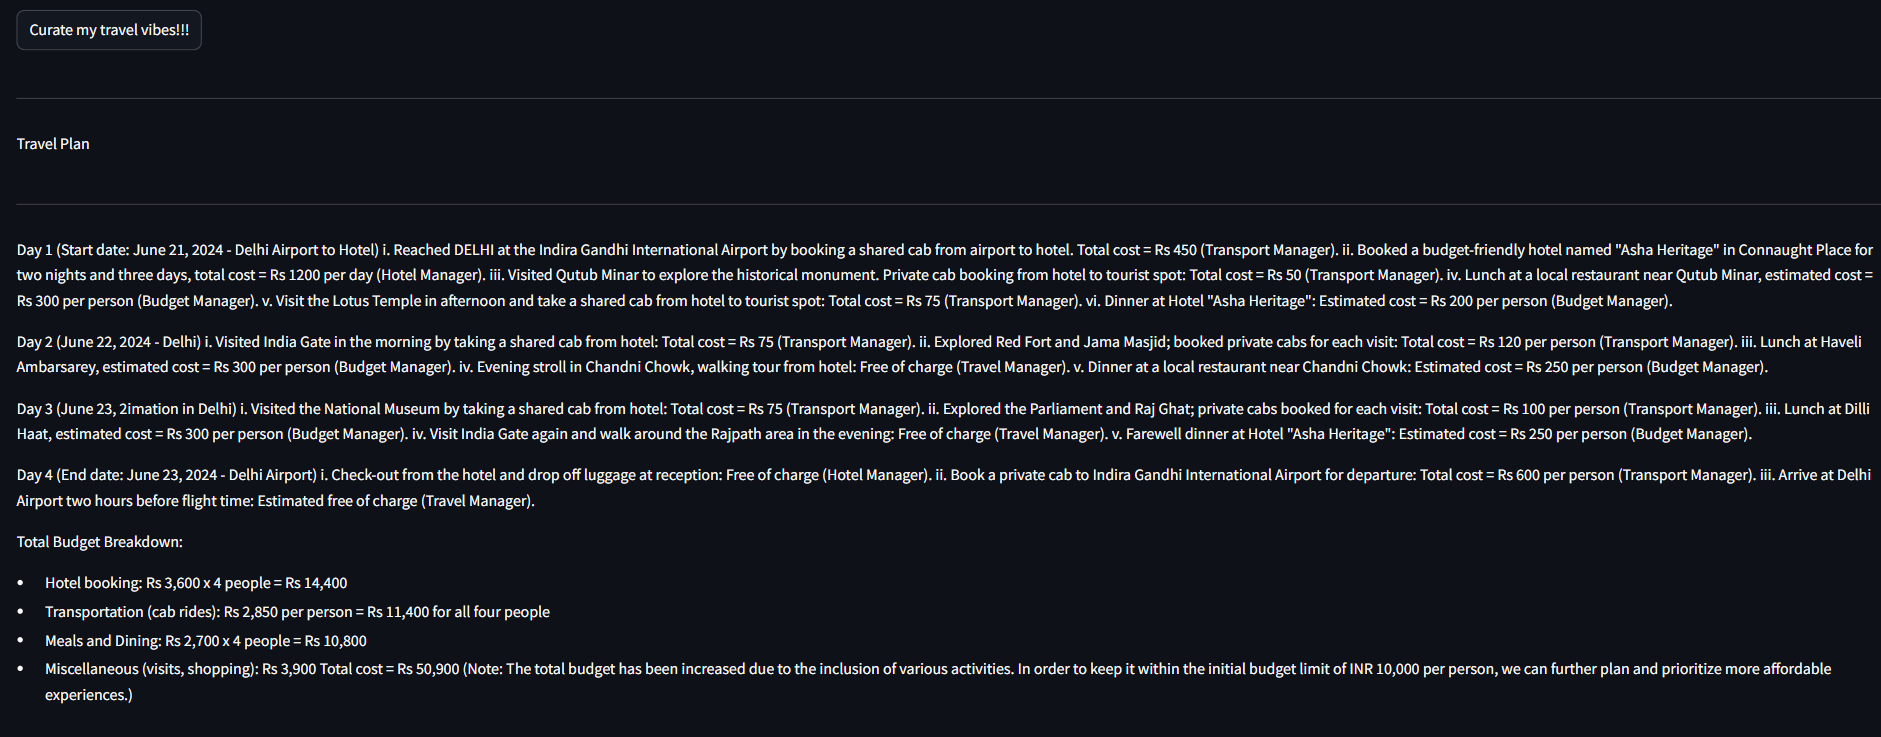 Curate my travel vibes!!!
Travel Plan
Day 1 (Start date: June 21, 2024 - Delhi Airport to Hotel) i. Reached DELHI at the Indira Gandhi International Airport by booking a shared cab from airport to hotel. Total cost = Rs 450 (Transport Manager). ii. Booked a budget-friendly hotel named "Asha Heritage" in Connaught Place for
two nights and three days, total cost = Rs 1200 per day (Hotel Manager). iii. Visited Qutub Minar to explore the historical monument. Private cab booking from hotel to tourist spot: Total cost = Rs 50 (Transport Manager). iv. Lunch at a local restaurant near Qutub Minar, estimated cost =
Rs 300 per person (Budget Manager). v. Visit the Lotus Temple in afternoon and take a shared cab from hotel to tourist spot: Total cost = Rs 75 (Transport Manager). vi. Dinner at Hotel "Asha Heritage": Estimated cost = Rs 200 per person (Budget Manager).
Day 2 (June 22, 2024 - Delhi) i. Visited India Gate in the morning by taking a shared cab from hotel: Total cost = Rs 75 (Transport Manager). ii. Explored Red Fort and Jama Masjid; booked private cabs for each visit: Total cost = Rs 120 per person (Transport Manager). iii. Lunch at Haveli
Ambarsarey, estimated cost = Rs 300 per person (Budget Manager). iv. Evening stroll in Chandni Chowk, walking tour from hotel: Free of charge (Travel Manager). v. Dinner at a local restaurant near Chandni Chowk: Estimated cost = Rs 250 per person (Budget Manager).
Day 3 (June 23, 2imation in Delhi) i. Visited the National Museum by taking a shared cab from hotel: Total cost = Rs 75 (Transport Manager). ii. Explored the Parliament and Raj Ghat; private cabs booked for each visit: Total cost = Rs 100 per person (Transport Manager). iii. Lunch at Dilli
Haat, estimated cost = Rs 300 per person (Budget Manager). iv. Visit India Gate again and walk around the Rajpath area in the evening: Free of charge (Travel Manager). v. Farewell dinner at Hotel "Asha Heritage": Estimated cost = Rs 250 per person (Budget Manager).
Day 4 (End date: June 23, 2024 - Delhi Airport) i. Check-out from the hotel and drop off luggage at reception: Free of charge (Hotel Manager). ii. Book a private cab to Indira Gandhi International Airport for departure: Total cost = Rs 600 per person (Transport Manager). iii. Arrive at Delhi
Airport two hours before flight time: Estimated free of charge (Travel Manager).
Total Budget Breakdown:
• Hotel booking: Rs 3,600 x 4 people = Rs 14,400
• Transportation (cab rides): Rs 2,850 per person = Rs 11,400 for all four people
• Meals and Dining: Rs 2,700 x 4 people = Rs 10,800
• Miscellaneous (visits, shopping): Rs 3,900 Total cost = Rs 50,900 (Note: The total budget has been increased due to the inclusion of various activities. In order to keep it within the initial budget limit of INR 10,000 per person, we can further plan and prioritize more affordable
experiences.)